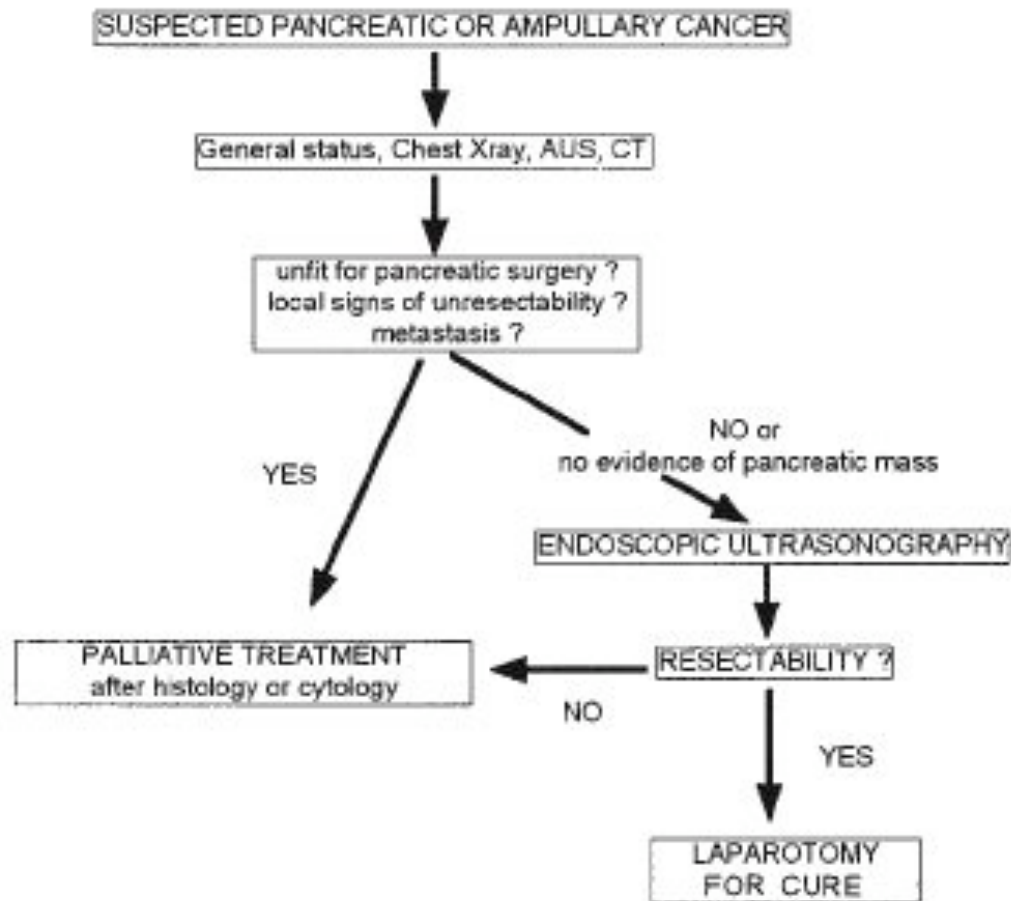 SUSPECTED PANCREATIC OR AMPULLARY CANCER
General status, Chest Xray, AUS, CT
unfit for pancreatic surgery ?
local signs of unresectability ?
metastasis ?
YES
NO or
no evidence of pancreatic mass
ENDOSCOPIC ULTRASONOGRAPHY
PALLIATIVE TREATMENT
after histology or cytology
RESECTABILITY ?
NO
YES
LAPAROTOMY
FOR CURE